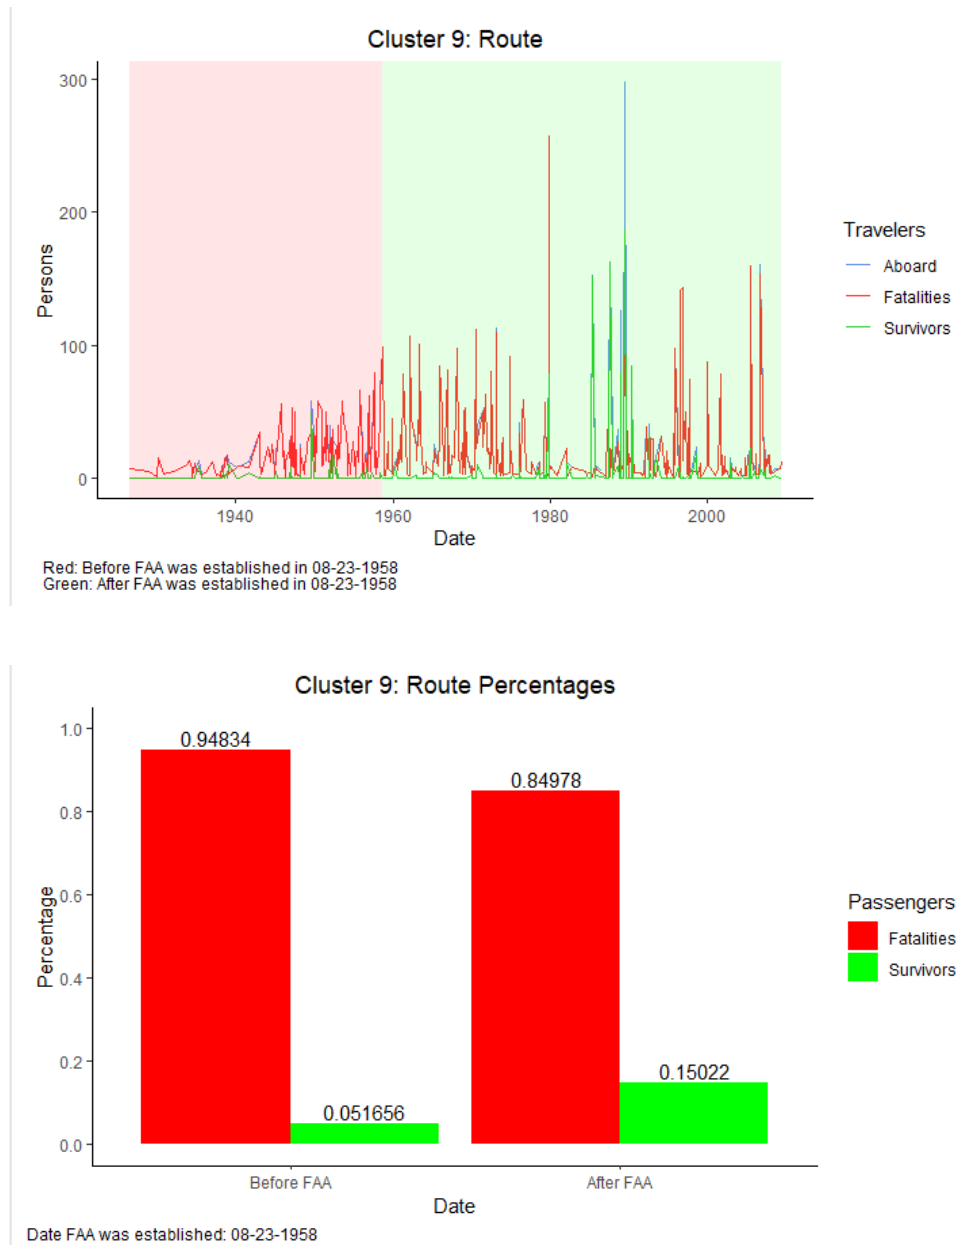 Cluster 9: Route
300
200
100
0
Persons
1940
1960
1980
2000
Date
Travelers
Aboard
Fatalities
Survivors
Red: Before FAA was established in 08-23-1958
Green: After FAA was established in 08-23-1958
Cluster 9: Route Percentages
1.0
0.8
0.6
0.4
0.2
0.0
Percentage
0.94834
0.051656
0.84978
0.15022
Before FAA
After FAA
Date
Passengers
Fatalities
Survivors
Date FAA was established: 08-23-1958